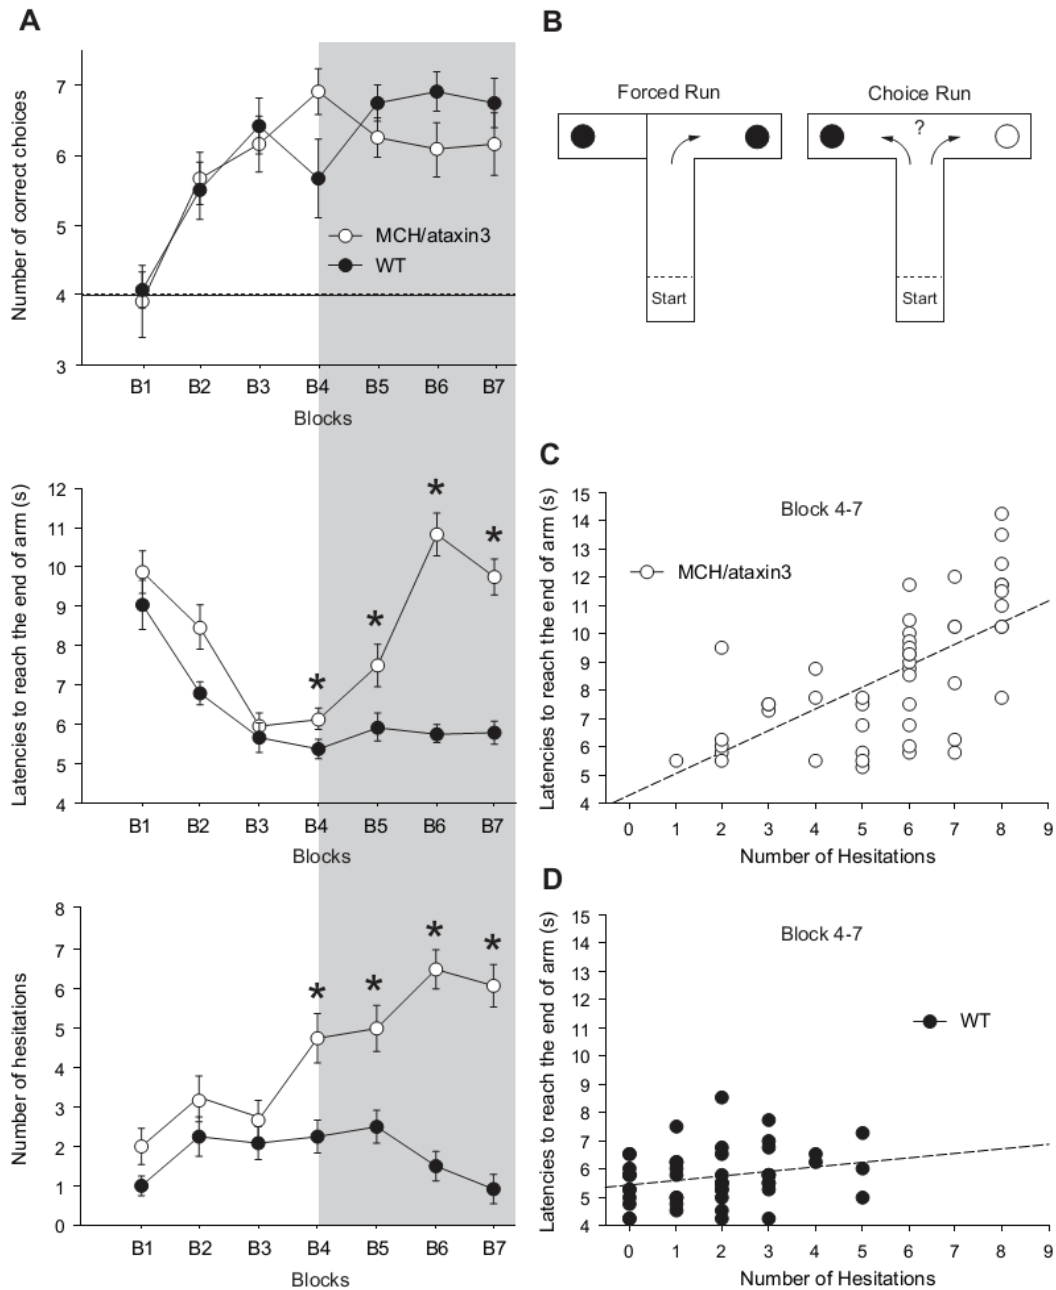 A
Number of correct choices
7
6
5
4
3
MCH/ataxin3
WT
B1 B2 B3 B4 B5 B6 B7
Blocks
B
Forced Run
Choice Run
?
Start
Start
Latencies to reach the end of arm (s)
12
11
10
9
8
7
6
5
4
*
*
*
*
B1 B2 B3 B4 B5 B6 B7
Blocks
C
Latencies to reach the end of arm (s)
15
14
13
12
11
10
9
8
7
6
5
4
Block 4-7
MCH/ataxin3
0 1 2 3 4 5 6 7 8 9
Number of Hesitations
Number of hesitations
8
7
6
5
4
3
2
1
0
*
*
*
*
B1 B2 B3 B4 B5 B6 B7
Blocks
D
Latencies to reach the end of arm (s)
15
14
13
12
11
10
9
8
7
6
5
4
Block 4-7
WT
0 1 2 3 4 5 6 7 8 9
Number of Hesitations